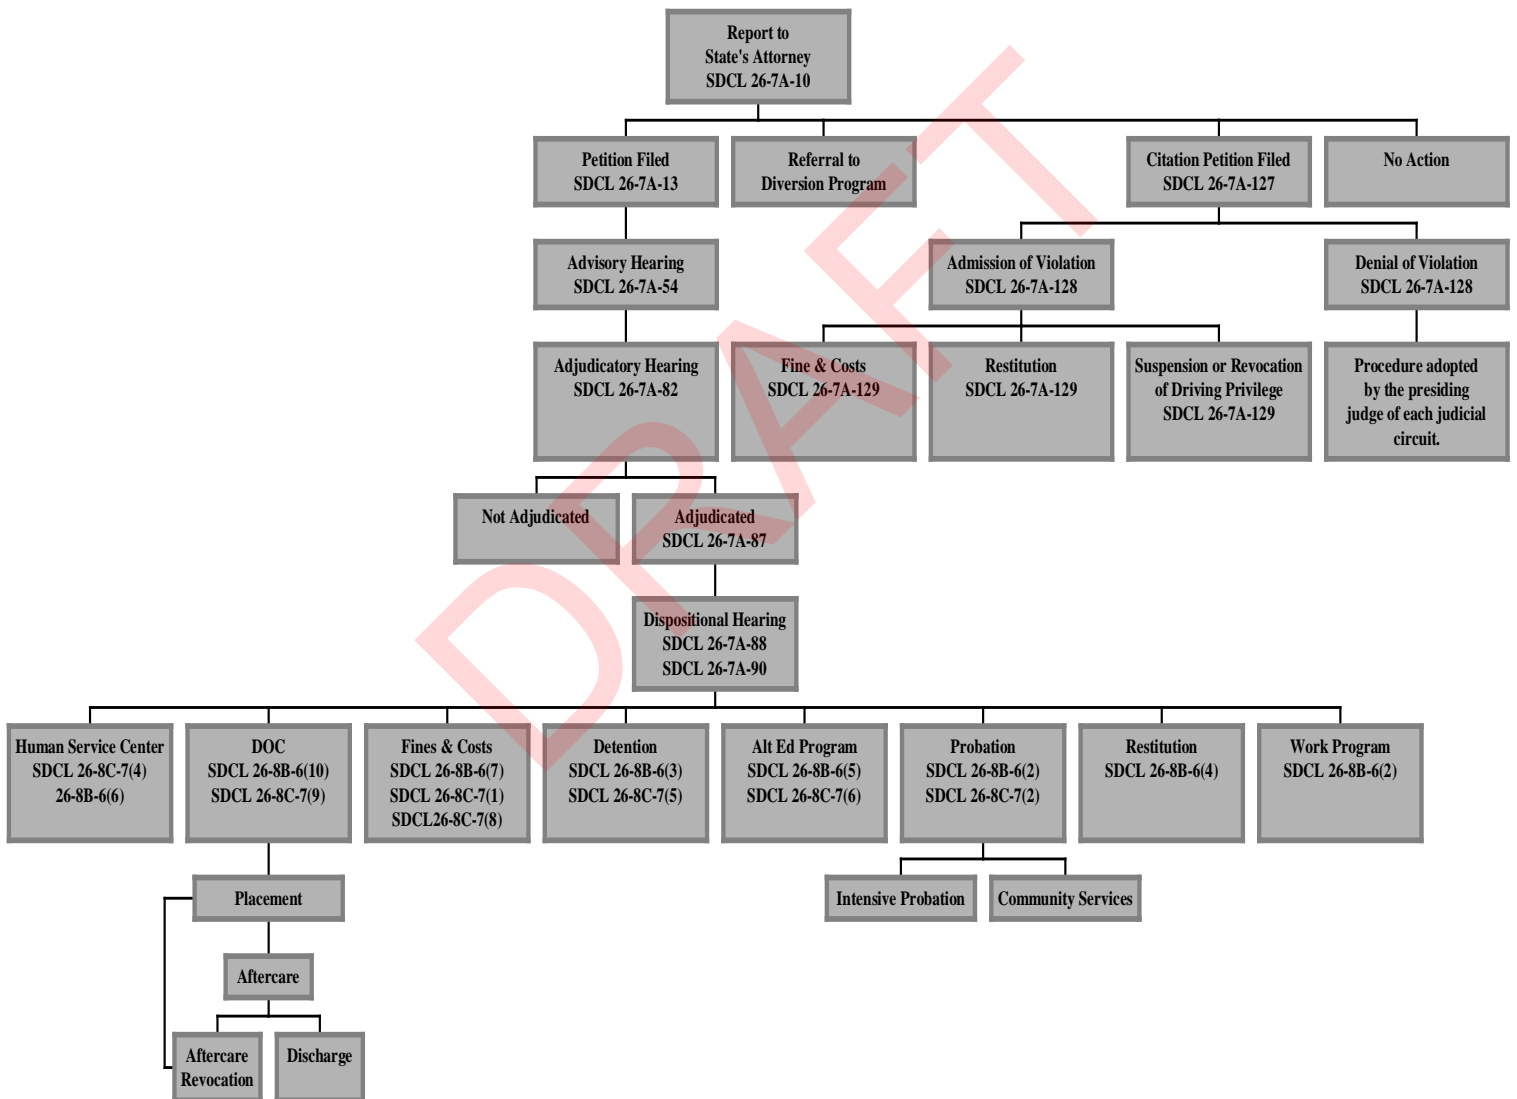 Report to
State's Attorney
SDCL 26-7A-10
Petition Filed
SDCL 26-7A-13
Referral to
Diversion Program
Citation Petition Filed
SDCL 26-7A-127
No Action
Advisory Hearing
SDCL 26-7A-54
Admission of Violation
SDCL 26-7A-128
Denial of Violation
SDCL 26-7A-128
Adjudicatory Hearing
SDCL 26-7A-82
Fine & Costs
SDCL 26-7A-129
Restitution
SDCL 26-7A-129
Suspension or Revocation
of Driving Privilege
SDCL 26-7A-129
Procedure adopted
by the presiding
judge of each judicial
circuit.
Not Adjudicated
Adjudicated
SDCL 26-7A-87
Dispositional Hearing
SDCL 26-7A-88
SDCL 26-7A-90
Human Service Center
SDCL 26-8C-7(4)
26-8B-6(6)
DOC
SDCL 26-8B-6(10)
SDCL 26-8C-7(9)
Fines & Costs
SDCL 26-8B-6(7)
SDCL 26-8C-7(1)
SDCL26-8C-7(8)
Detention
SDCL 26-8B-6(3)
SDCL 26-8C-7(5)
Alt Ed Program
SDCL 26-8B-6(5)
SDCL 26-8C-7(6)
Probation
SDCL 26-8B-6(2)
SDCL 26-8C-7(2)
Restitution
SDCL 26-8B-6(4)
Work Program
SDCL 26-8B-6(2)
Placement
Intensive Probation
Community Services
Aftercare
Aftercare
Revocation
Discharge
DRAFT